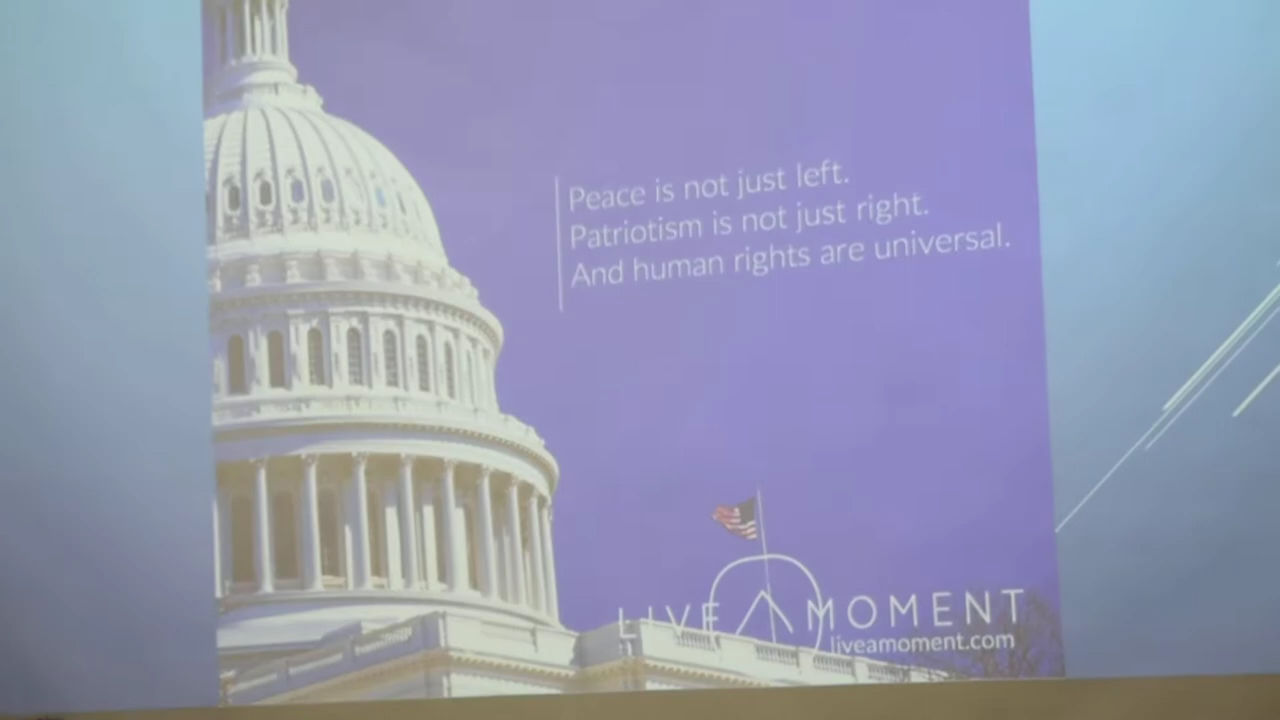 Peace is not just left.
Patriotism is not just right.
And human rights are universal.
LIVE A MOMENT
liveamoment.com